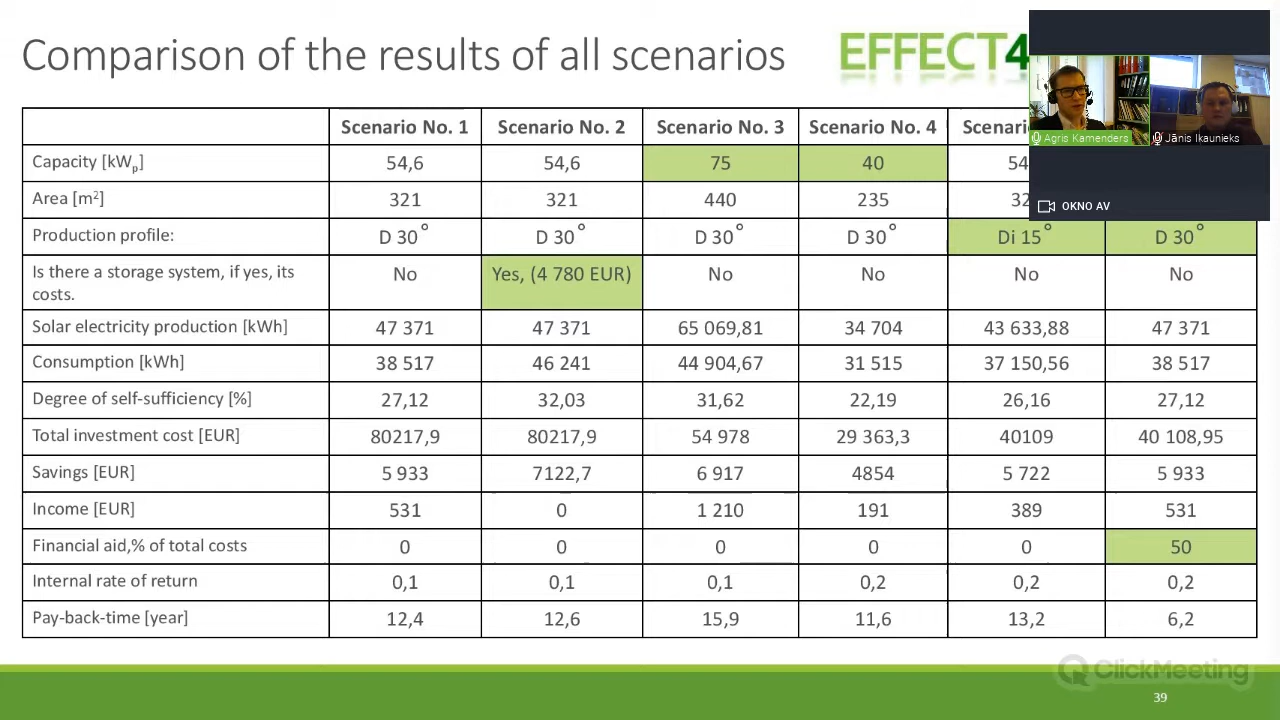 Comparison of the results of all scenarios
EFFECT4
Agris Kamenders
Jānis Ikaunieks
OKNO AV
Scenario No. 1 Scenario No. 2 Scenario No. 3 Scenario No. 4
Capacity [kWp] 54,6 54,6 75 40
Area [m²] 321 321 440 235
Production profile: D 30° D 30° D 30° D 30° Di 15° D 30°
Is there a storage system, if yes, its
costs. No Yes, (4 780 EUR) No No No No
Solar electricity production [kWh] 47 371 47 371 65 069,81 34 704 43 633,88 47 371
Consumption [kWh] 38 517 46 241 44 904,67 31 515 37 150,56 38 517
Degree of self-sufficiency [%] 27,12 32,03 31,62 22,19 26,16 27,12
Total investment cost [EUR] 80217,9 80217,9 54 978 29 363,3 40109 40 108,95
Savings [EUR] 5 933 7122,7 6 917 4854 5 722 5 933
Income [EUR] 531 0 1 210 191 389 531
Financial aid,% of total costs 0 0 0 0 0 50
Internal rate of return 0,1 0,1 0,1 0,2 0,2 0,2
Pay-back-time [year] 12,4 12,6 15,9 11,6 13,2 6,2
ClickMeeting
39